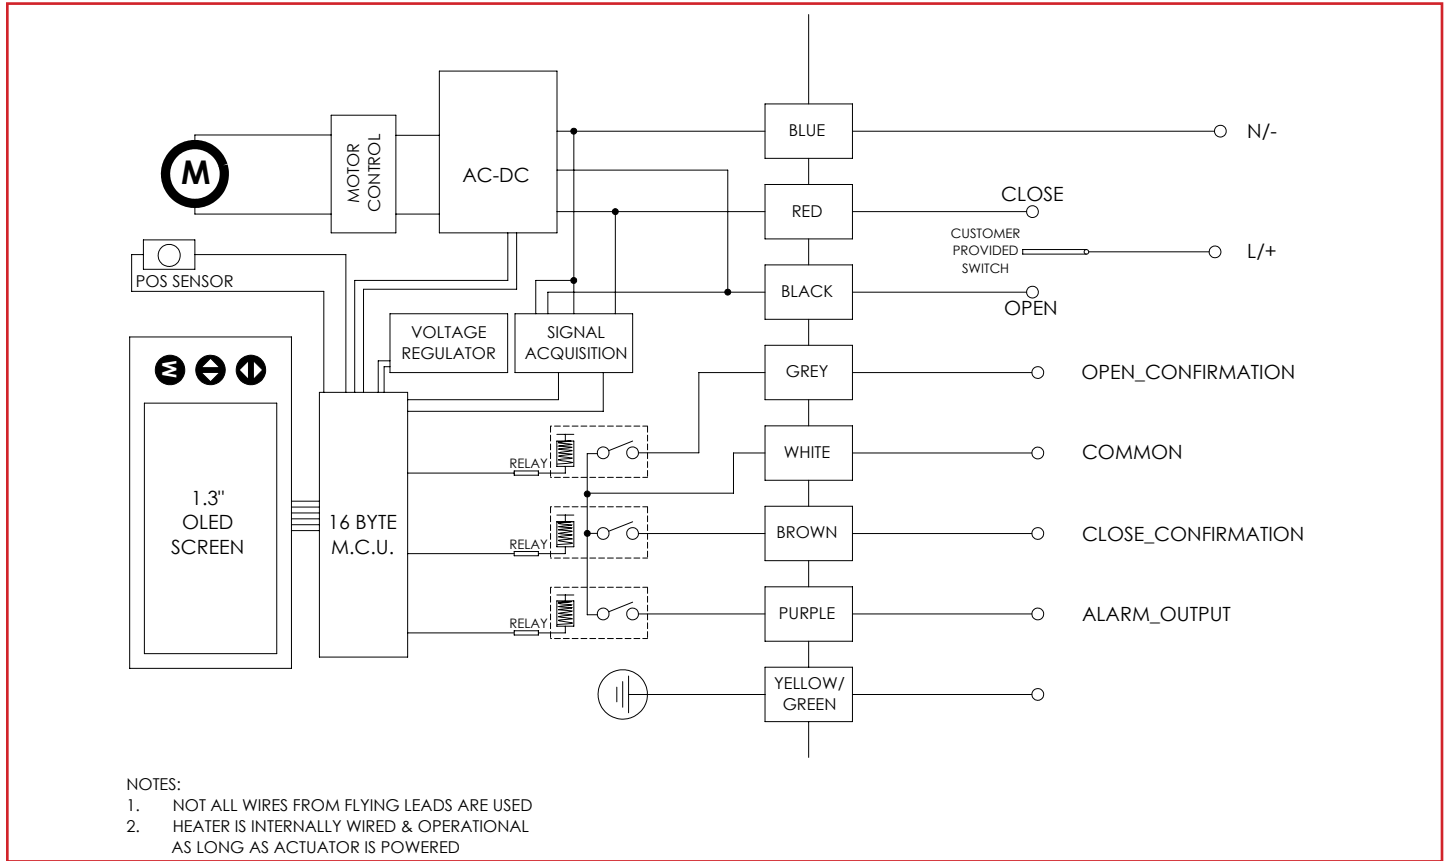 BLUE
N/-
MOTOR
CONTROL
AC-DC
M
CLOSE
RED
CUSTOMER
PROVIDED
SWITCH
L/+
POS SENSOR
BLACK
OPEN
VOLTAGE
REGULATOR
SIGNAL
ACQUISITION
M
GREY
OPEN_CONFIRMATION
WHITE
COMMON
RELAY
1.3"
OLED
SCREEN
16 BYTE
M.C.U.
RELAY
BROWN
CLOSE_CONFIRMATION
RELAY
PURPLE
ALARM_OUTPUT
YELLOW/
GREEN
NOTES:
1. NOT ALL WIRES FROM FLYING LEADS ARE USED
2. HEATER IS INTERNALLY WIRED & OPERATIONAL
AS LONG AS ACTUATOR IS POWERED